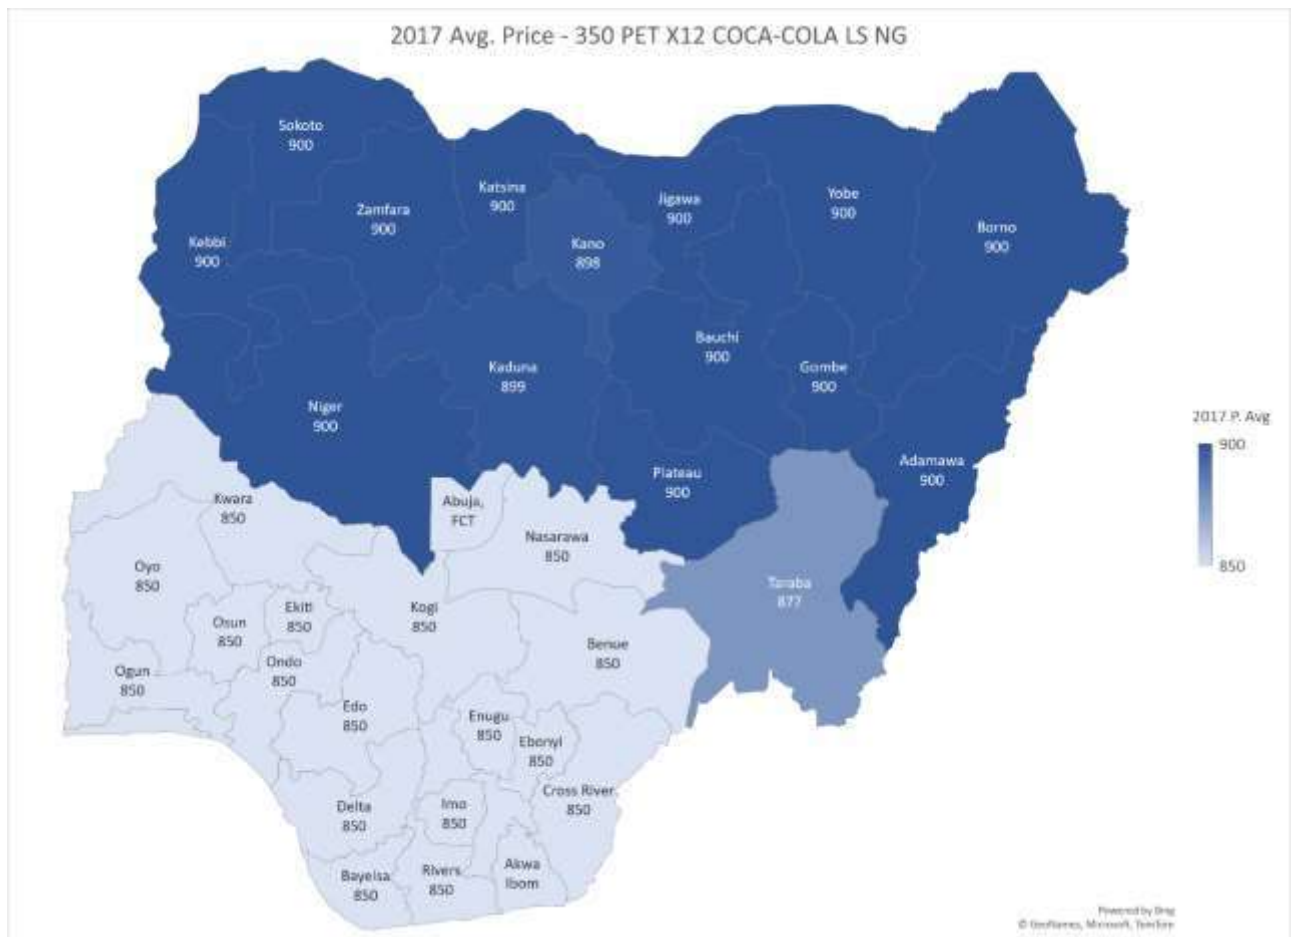 2017 Avg. Price - 350 PET X12 COCA-COLA LS NG
Sokoto
900
Katsina
900
Zamfara
900
Jigawa
900
Yobe
900
Borno
900
Kebbi
900
Kano
898
Bauchi
900
Kaduna
899
Gombe
900
Niger
900
2017 P. Avg
900
850
Adamawa
900
Plateau
900
Kwara
850
Abuja,
FCT
Nasarawa
850
Oyo
850
Taraba
877
Osun
850
Ekiti
850
Kogi
850
Benue
850
Ondo
850
Ogun
850
Edo
850
Enugu
850
Ebonyi
850
Cross River
850
Delta
850
Imo
850
Bayelsa
850
Rivers
850
Akwa
Ibom
Powered by Bing
© GeoNames, Microsoft, TomTom